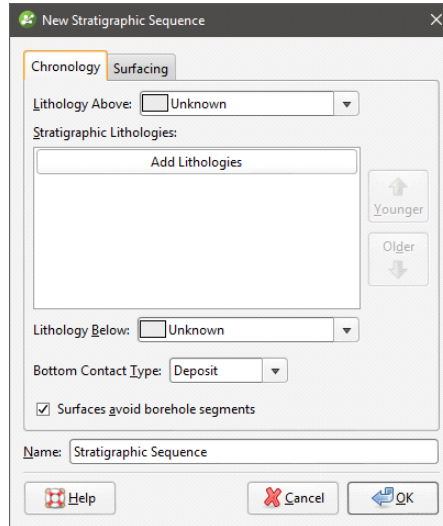 New Stratigraphic Sequence
Chronology Surfacing
Lithology Above: Unknown
Stratigraphic Lithologies:
Add Lithologies
Younger
Older
Lithology Below: Unknown
Bottom Contact Type: Deposit
Surfaces avoid borehole segments
Name: Stratigraphic Sequence
Help Cancel OK